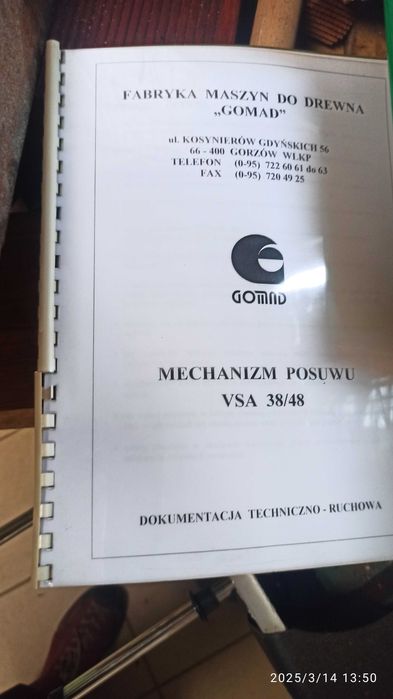 FABRYKA MASZYN DO DREWNA
„GOMAD”
ul. KOSYNIERÓW GDYŃSKICH 56
66 - 400 GORZÓW WLKP
TELEFON (0-95) 722 60 61 do 63
FAX (0-95) 720 49 25
GOMAD
MECHANIZM POSUWU
VSA 38/48
DOKUMENTACJA TECHNICZNO - RUCHOWA
2025/3/14 13:50